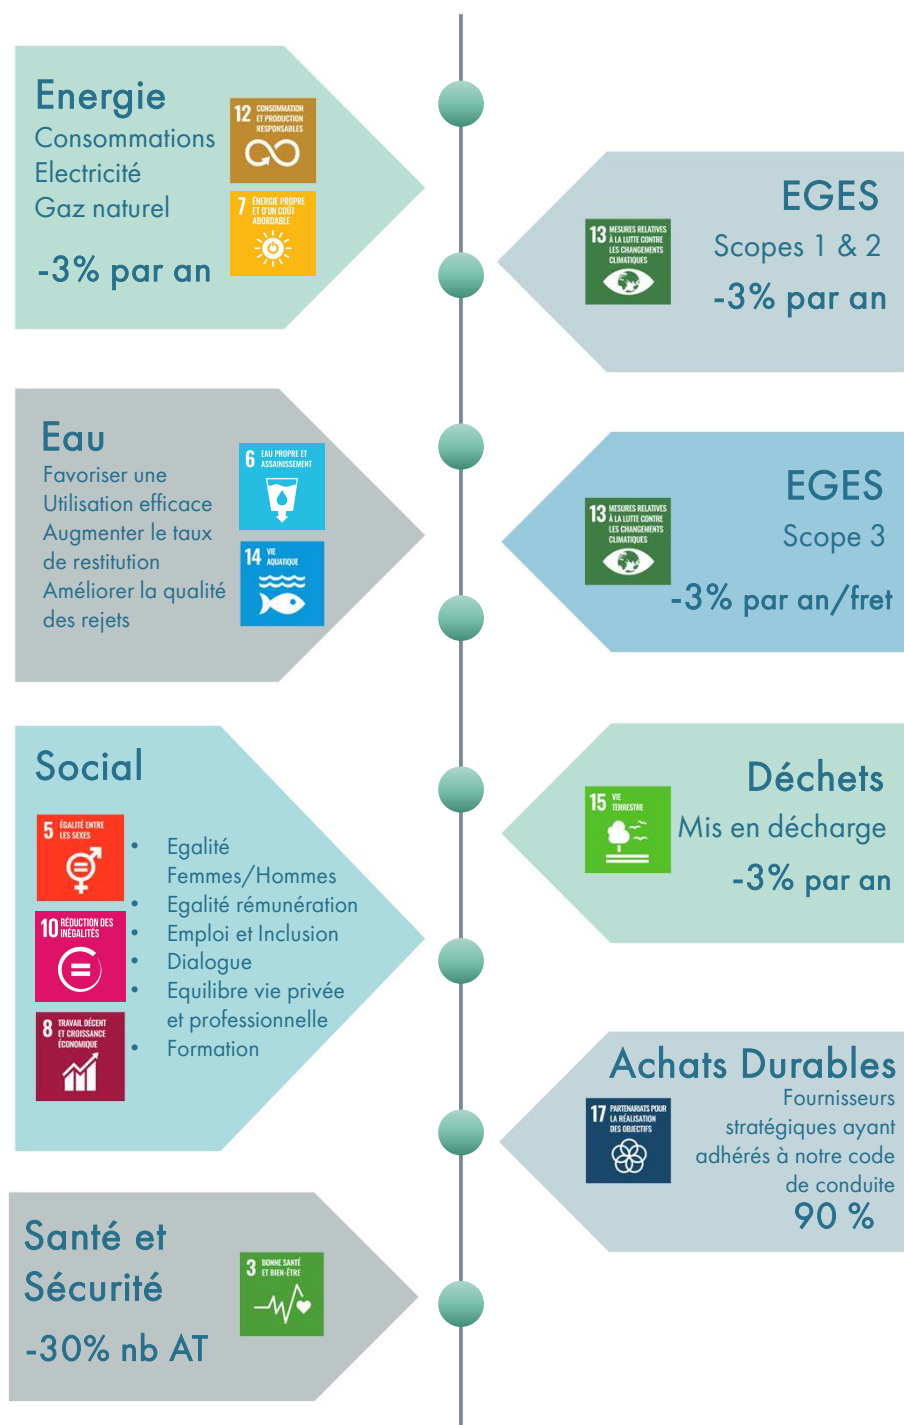 Energie
Consommations
Electricité
Gaz naturel
-3% par an
12 CONSOMMATION
ET PRODUCTION
RESPONSABLES
7 ÉNERGIE PROPRE
ET D'UN COÛT
ABORDABLE
EGES
Scopes 1 & 2
-3% par an
13 MESURES RELATIVES
À LA LUTTE CONTRE
LES CHANGEMENTS
CLIMATIQUES
Eau
Favoriser une
Utilisation efficace
Augmenter le taux
de restitution
Améliorer la qualité
des rejets
6 EAU PROPRE ET
ASSAINISSEMENT
14 VIE
AQUATIQUE
EGES
Scope 3
-3% par an/fret
13 MESURES RELATIVES
À LA LUTTE CONTRE
LES CHANGEMENTS
CLIMATIQUES
Social
5 ÉGALITÉ ENTRE
LES SEXES
10 RÉDUCTION DES
INÉGALITÉS
8 TRAVAIL DÉCENT
ET CROISSANCE
ÉCONOMIQUE
• Egalité
Femmes/Hommes
• Egalité rémunération
• Emploi et Inclusion
• Dialogue
• Equilibre vie privée
et professionnelle
• Formation
Déchets
Mis en décharge
-3% par an
15 VIE
TERRESTRE
Achats Durables
Fournisseurs
stratégiques ayant
adhérés à notre code
de conduite
90 %
17 PARTENARIATS POUR
LA RÉALISATION
DES OBJECTIFS
Santé et
Sécurité
-30% nb AT
3 BONNE SANTÉ
ET BIEN-ÊTRE